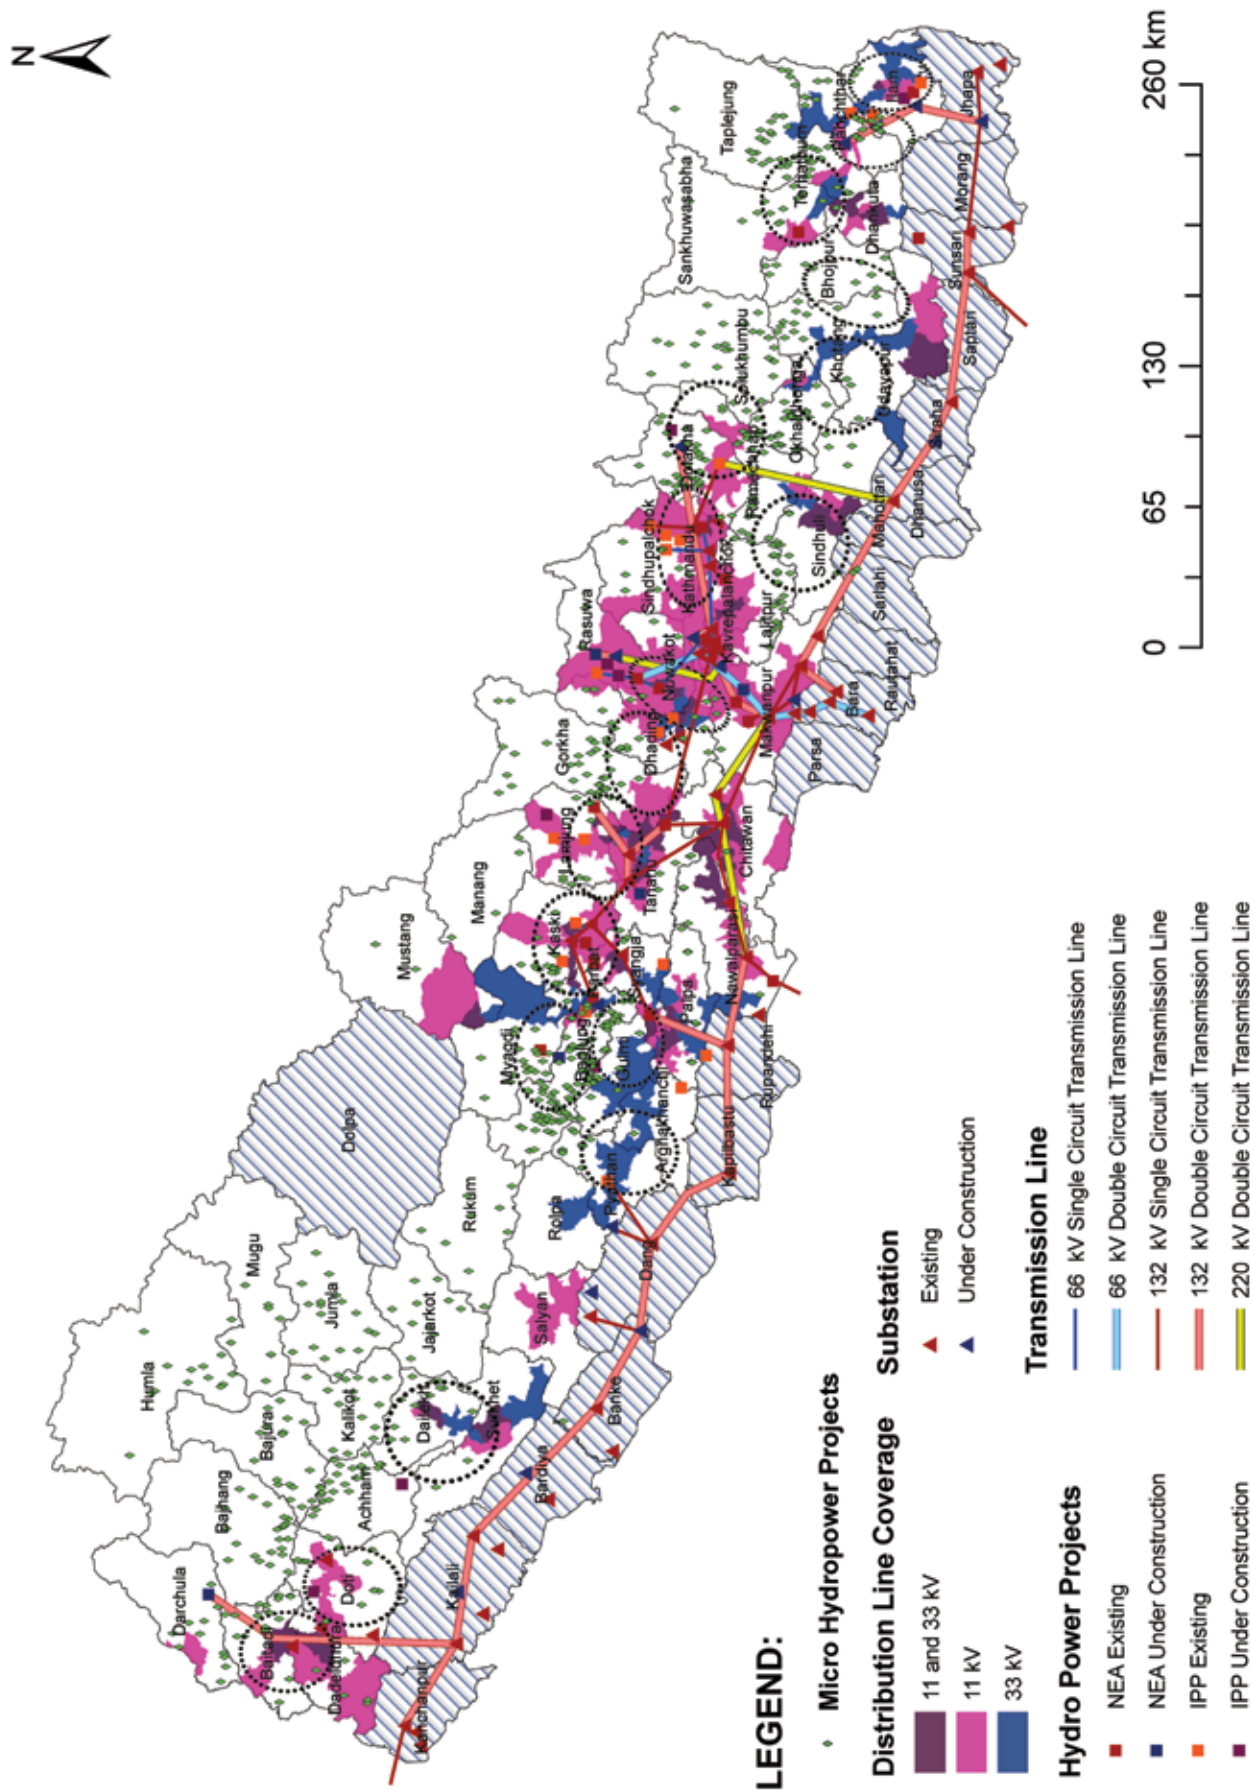 N
Darchula
Bajhang
Humla
Baitadi
Bajura
Mugu
Dadeldhura
Doti
Achham
Kalikot
Jumla
Dolpa
Kanchanpur
Kailali
Dailekh
Jajarkot
Rukum
Mustang
Surkhet
Salyan
Rolpa
Myagdi
Manang
Bardiya
Banke
Dang
Pyuthan
Baglung
Kaski
Lamjung
Gorkha
Gulmi
Syangja
Tanahu
Dhading
Rasuwa
Arghakhanchi
Palpa
Nuwakot
Sindhupalchok
Kapilbastu
Rupandehi
Nawalparasi
Chitawan
Makwanpur
Kathmandu
Kavrepalanchok
Lalitpur
Dolakha
Ramechhap
Solukhumbu
Sankhuwasabha
Taplejung
Parsa
Bara
Rautahat
Sarlahi
Sindhuli
Okhaldhonga
Khotang
Bhojpur
Terhathum
Panchthar
Mahottari
Dhanusa
Siraha
Udayapur
Dhankuta
Ilam
Saptari
Sunsari
Morang
Jhapa
0 65 130 260 km
LEGEND:
Micro Hydropower Projects
Distribution Line Coverage
11 and 33 kV
11 kV
33 kV
Hydro Power Projects
NEA Existing
NEA Under Construction
IPP Existing
IPP Under Construction
Substation
Existing
Under Construction
Transmission Line
66 kV Single Circuit Transmission Line
66 kV Double Circuit Transmission Line
132 kV Single Circuit Transmission Line
132 kV Double Circuit Transmission Line
220 kV Double Circuit Transmission Line